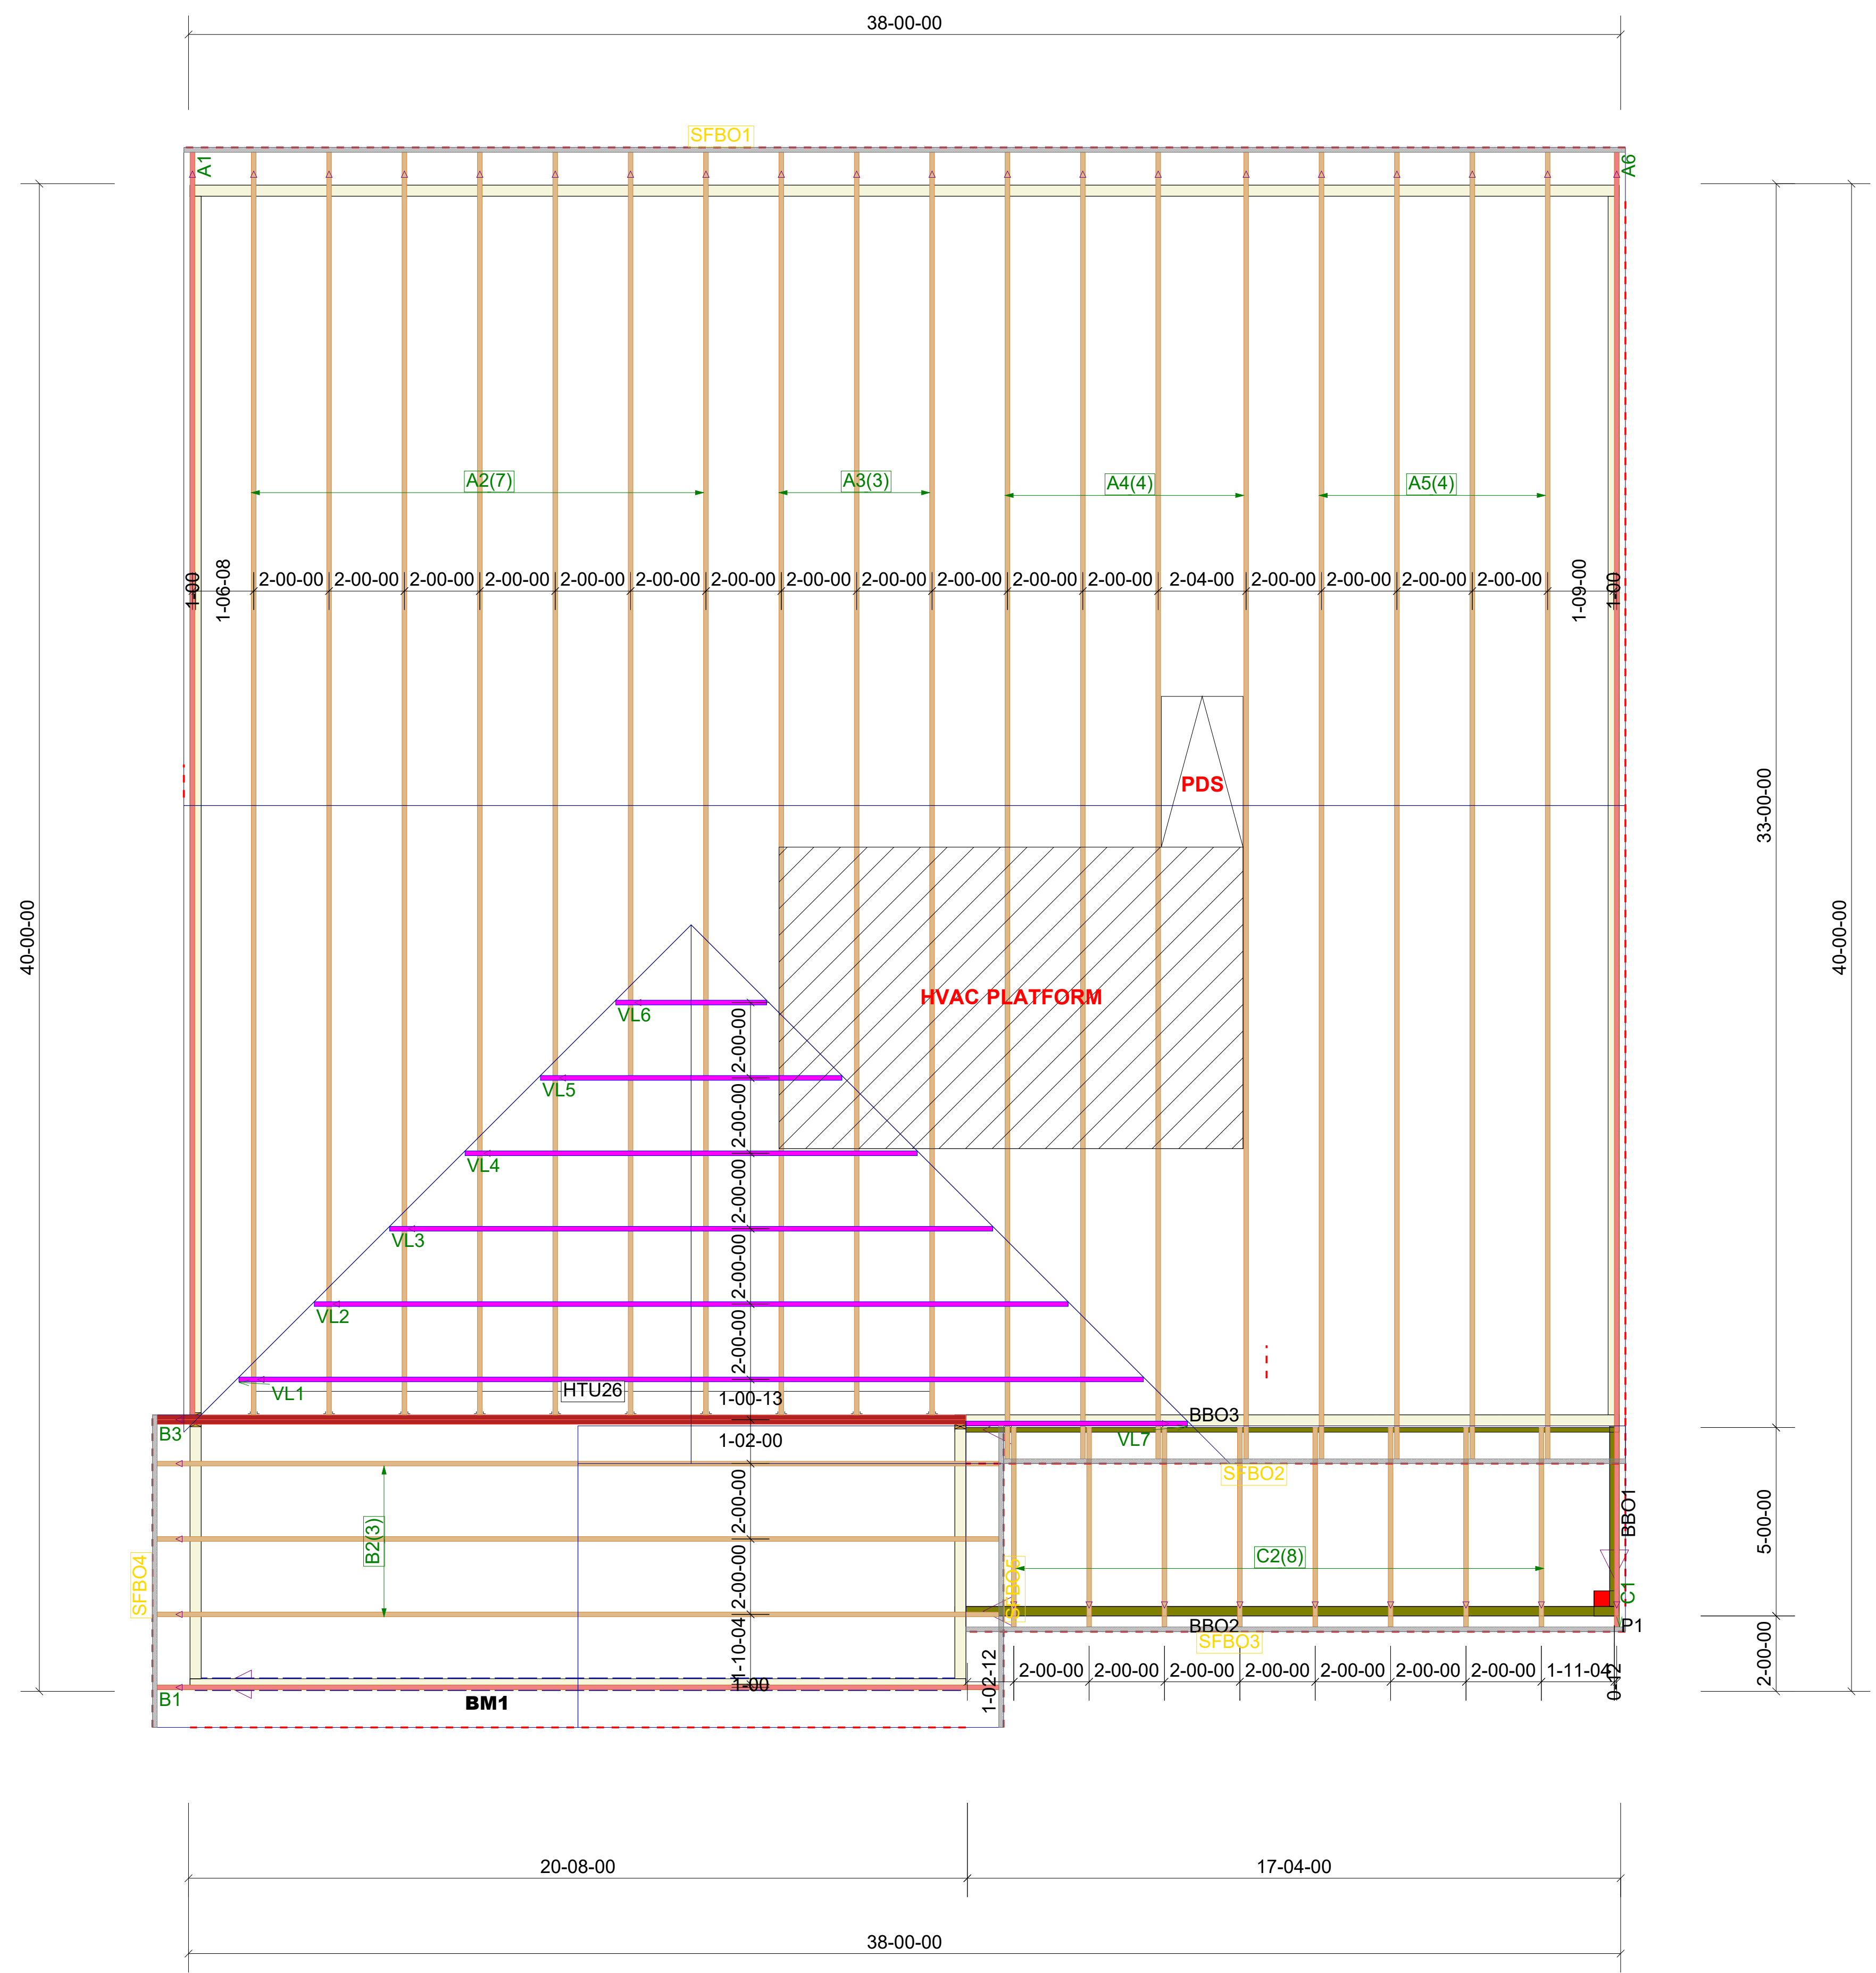 38-00-00
SFBO1
A1
A6
A2(7)
A3(3)
A4(4)
A5(4)
1-00
1-06-08
2-00-00
2-00-00
2-00-00
2-00-00
2-00-00
2-00-00
2-00-00
2-00-00
2-00-00
2-00-00
2-00-00
2-00-00
2-04-00
2-00-00
2-00-00
2-00-00
2-00-00
1-09-00
1-00
PDS
33-00-00
40-00-00
40-00-00
HVAC PLATFORM
VL6
2-00-00
VL5
2-00-00
VL4
2-00-00
VL3
2-00-00
VL2
2-00-00
VL1
HTU26
1-00-13
BBO3
B3
1-02-00
VL7
SFBO2
2-00-00
B2(3)
2-00-00
SFBO4
SFBO5
C2(8)
BBO1
5-00-00
C1
1-10-04
BBO2
P1
SFBO3
1-00
B1
BM1
1-02-12
2-00-00
2-00-00
2-00-00
2-00-00
2-00-00
2-00-00
2-00-00
1-11-04
0-12
2-00-00
20-08-00
17-04-00
38-00-00